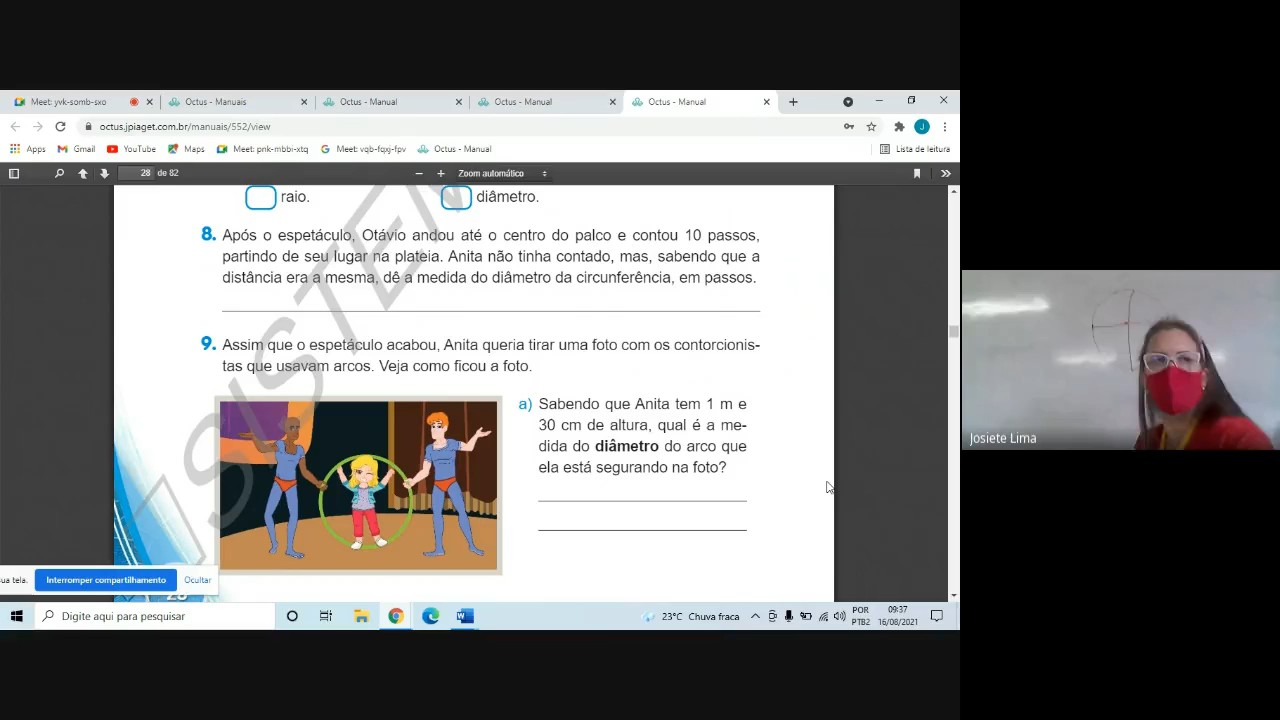 Meet: yvk-somb-sxo
Octus - Manuais
Octus - Manual
Octus - Manual
Octus - Manual
octus.jpiaget.com.br/manuais/552/view
Apps
Gmail
YouTube
Maps
Meet: pnk-mbbi-xtq
Meet: vqb-fqxj-fpv
Octus - Manual
Lista de leitura
28 de 82
Zoom automático
raio.
diâmetro.
8. Após o espetáculo, Otávio andou até o centro do palco e contou 10 passos,
partindo de seu lugar na plateia. Anita não tinha contado, mas, sabendo que a
distância era a mesma, dê a medida do diâmetro da circunferência, em passos.
9. Assim que o espetáculo acabou, Anita queria tirar uma foto com os contorcionis-
tas que usavam arcos. Veja como ficou a foto.
a) Sabendo que Anita tem 1 m e
30 cm de altura, qual é a me-
dida do diâmetro do arco que
ela está segurando na foto?
SISTEM
sua tela.
Interromper compartilhamento
Ocultar
Digite aqui para pesquisar
23°C Chuva fraca
POR
PTB2
09:37
16/08/2021
Josiete Lima
J